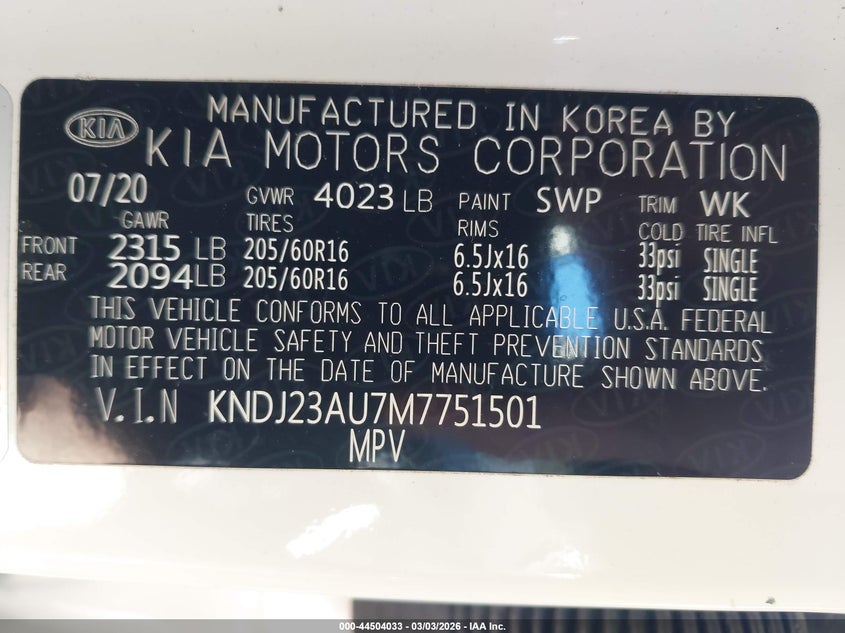 MANUFACTURED IN KOREA BY
KIA KIA MOTORS CORPORATION
07/20 GVWR 4023 LB PAINT SWP TRIM WK
GAWR TIRES RIMS COLD TIRE INFL
FRONT 2315 LB 205/60R16 6.5Jx16 33psi SINGLE
REAR 2094 LB 205/60R16 6.5Jx16 33psi SINGLE
THIS VEHICLE CONFORMS TO ALL APPLICABLE U.S.A. FEDERAL
MOTOR VEHICLE SAFETY AND THEFT PREVENTION STANDARDS
IN EFFECT ON THE DATE OF MANUFACTURE SHOWN ABOVE.
V.I.N KNDJ23AU7M7751501
MPV
000-44504033 - 03/03/2026 - IAA Inc.